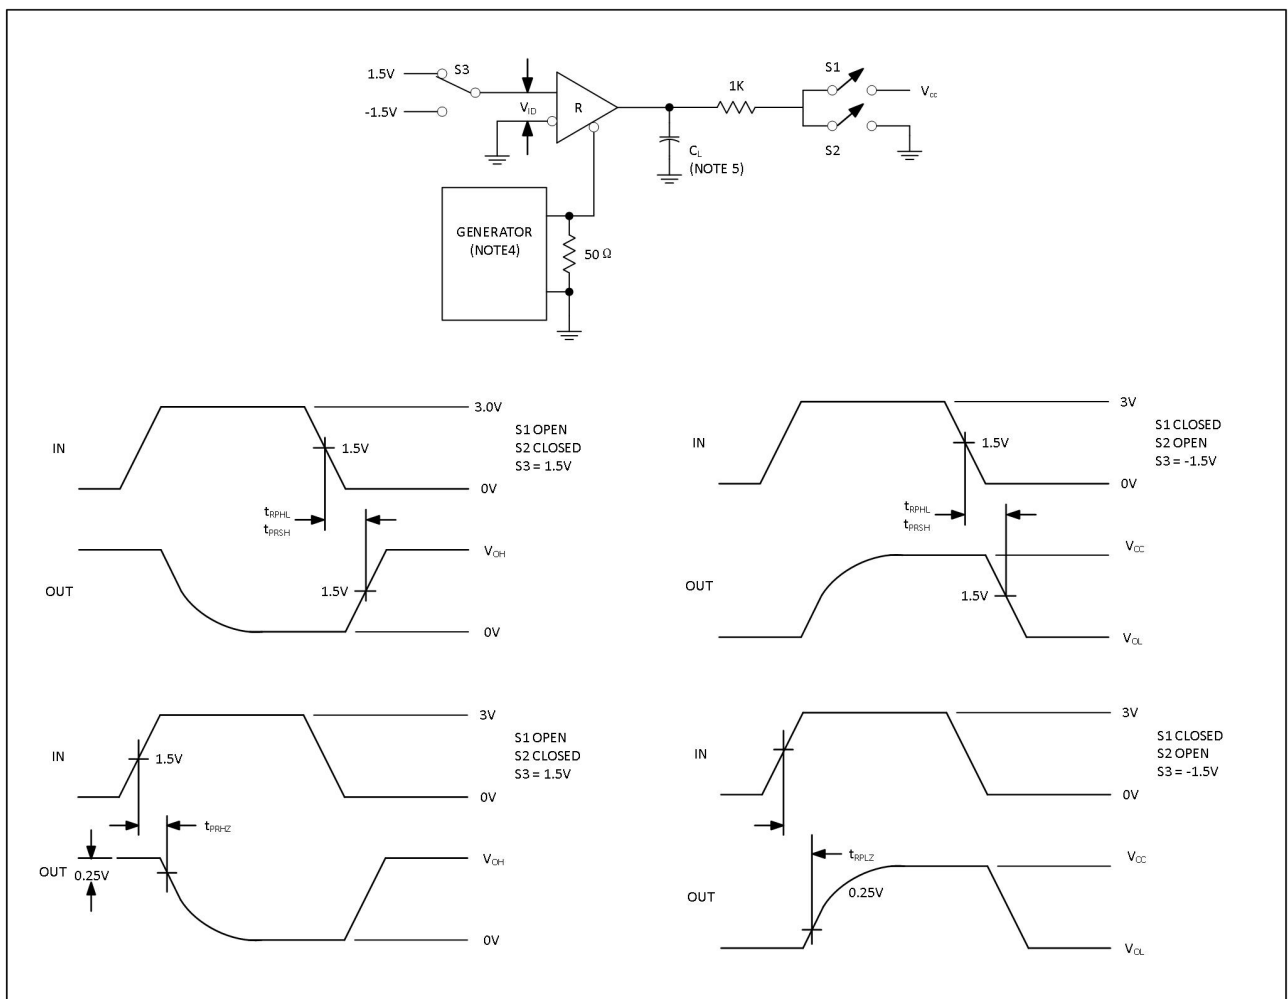 1.5V
S3
-1.5V
V_ID
R
1K
S1
V_cc
S2
C_L
(NOTE 5)
GENERATOR
(NOTE4)
50 Ω
IN
3.0V
1.5V
0V
S1 OPEN
S2 CLOSED
S3 = 1.5V
t_RPHL
t_PRSH
OUT
V_OH
1.5V
0V
IN
3V
1.5V
0V
S1 CLOSED
S2 OPEN
S3 = -1.5V
t_RPHL
t_PRSH
OUT
V_CC
1.5V
V_OL
IN
3V
1.5V
0V
S1 OPEN
S2 CLOSED
S3 = 1.5V
t_PRHZ
OUT
0.25V
V_OH
0V
IN
3V
0V
S1 CLOSED
S2 OPEN
S3 = -1.5V
t_RPLZ
0.25V
OUT
V_CC
V_OL